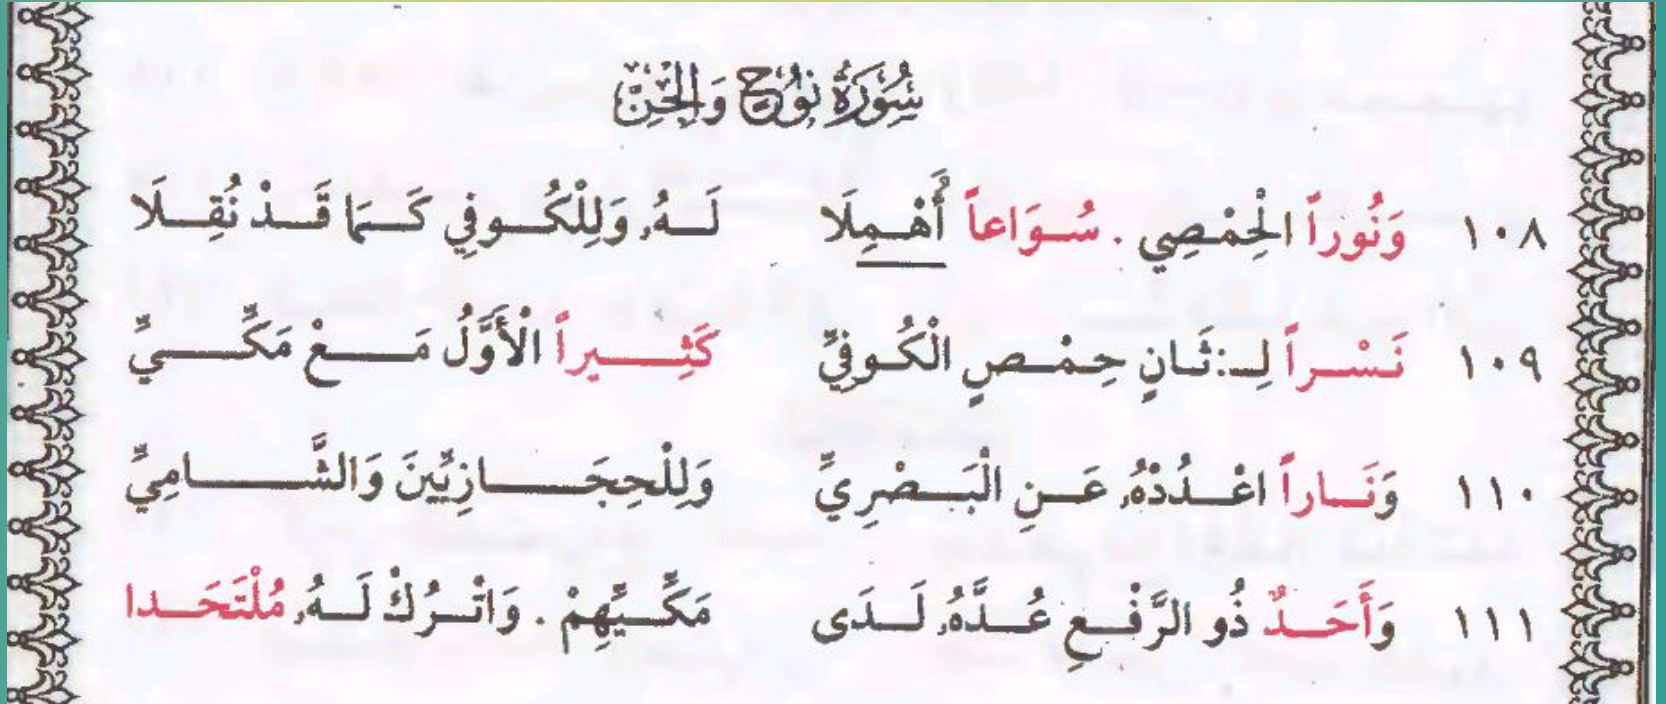 سُورَةُ نُوحٍ وَالْجِنّ
١٠٨ وَنُوراً الْحِمْصِي . سُوَاعاً أُهْمِلَا لَهُ، وَلِلْكُوفِي كَمَا قَدْ نُقِلَا
١٠٩ نَسْراً لِـ: ثَانٍ حِمْصٍ الْكُوفِيِّ كَثِيراً الْأَوَّلُ مَعْ مَكِّيِّ
١١٠ وَنَاراً اعْدُدْهُ، عَنِ الْبَصْرِيِّ وَلِلْحِجَازِيِّينَ وَالشَّامِيِّ
١١١ وَأَحَدٌ ذُو الرَّفْعِ عُدَّهُ، لَدَى مَكِّيِّهِمْ . وَاتْرُكْ لَهُ، مُلْتَحَدا